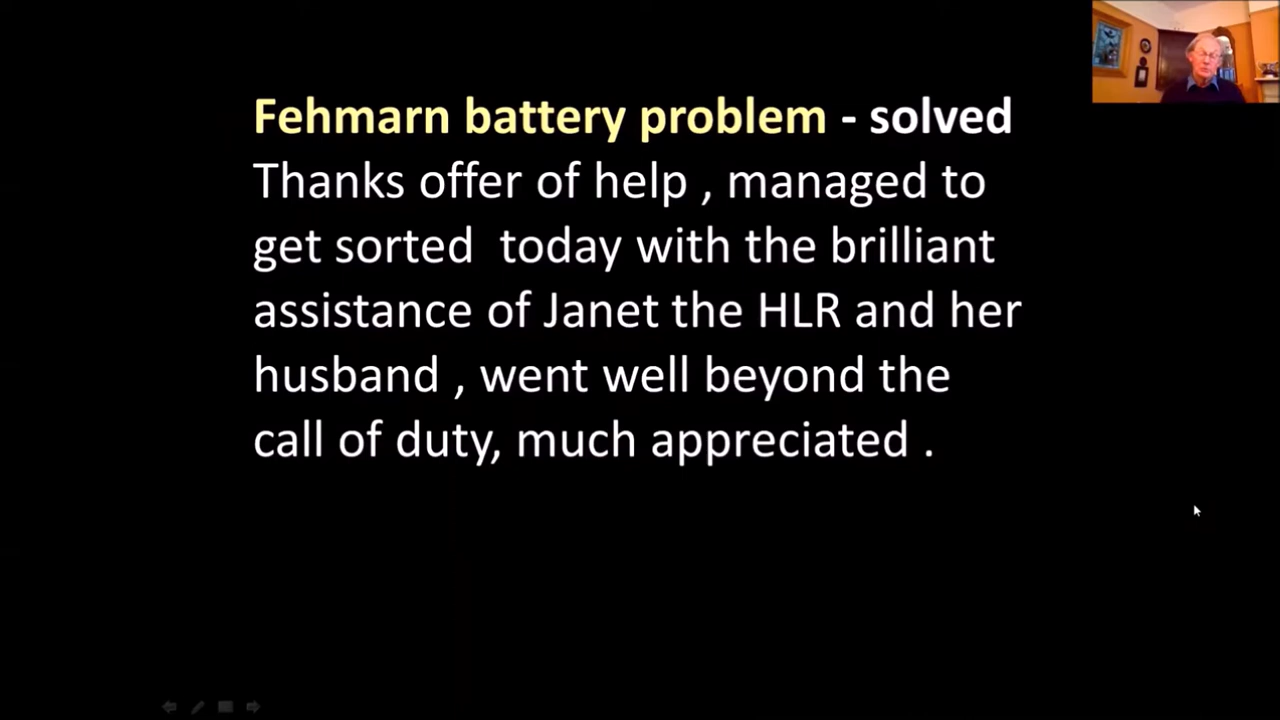 Fehmarn battery problem - solved
Thanks offer of help , managed to
get sorted  today with the brilliant
assistance of Janet the HLR and her
husband , went well beyond the
call of duty, much appreciated .